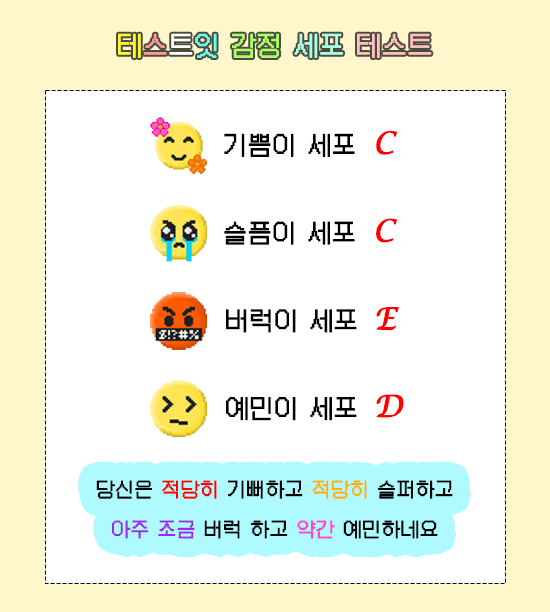 테스트잇 감정 세포 테스트
기쁨이 세포 C
슬픔이 세포 C
버럭이 세포 E
$!?#%
예민이 세포 D
당신은 적당히 기뻐하고 적당히 슬퍼하고
아주 조금 버럭 하고 약간 예민하네요